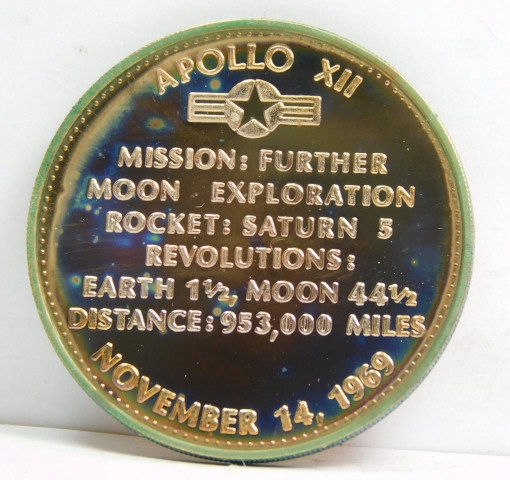 APOLLO XII
MISSION: FURTHER
MOON EXPLORATION
ROCKET: SATURN 5
REVOLUTIONS:
EARTH 1½, MOON 44½
DISTANCE: 953,000 MILES
NOVEMBER 14, 1969